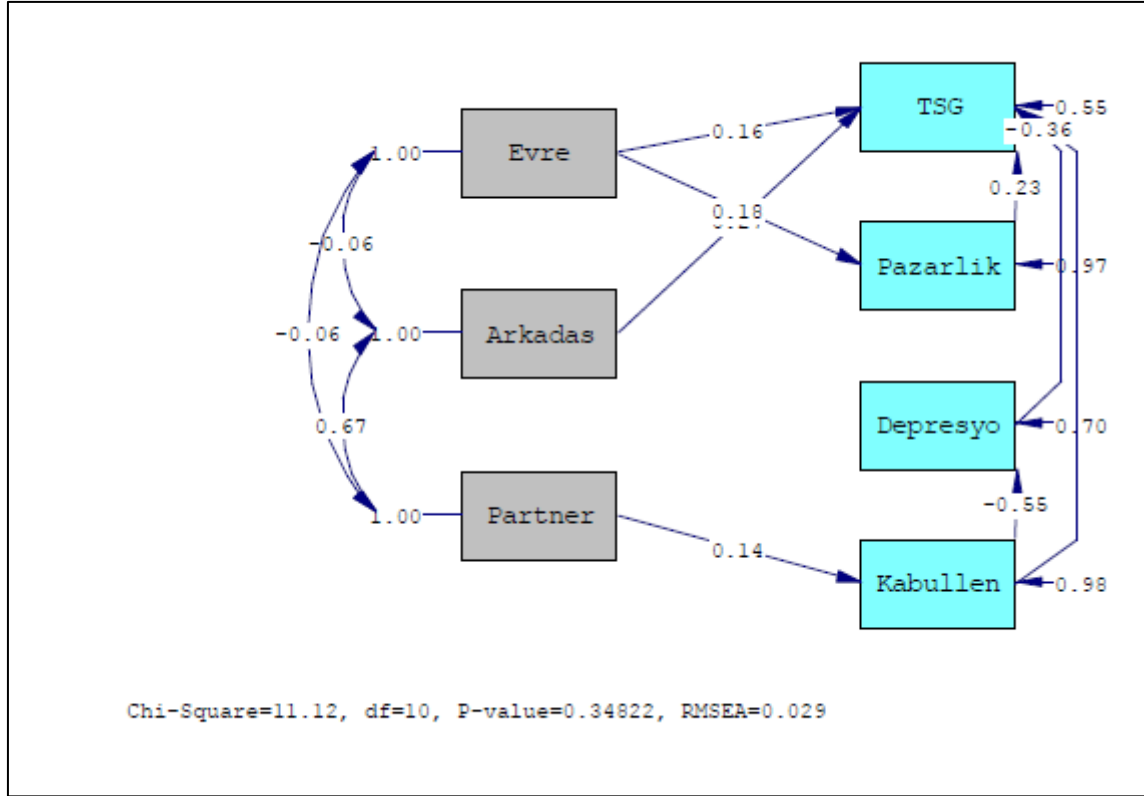 TSG
0.55
-0.36
Evre
1.00
0.16
0.23
0.18
-0.06
Pazarlik
0.97
-0.06
1.00
Arkadas
0.67
Depresyo
0.70
-0.55
1.00
Partner
0.14
Kabullen
0.98
Chi-Square=11.12, df=10, P-value=0.34822, RMSEA=0.029